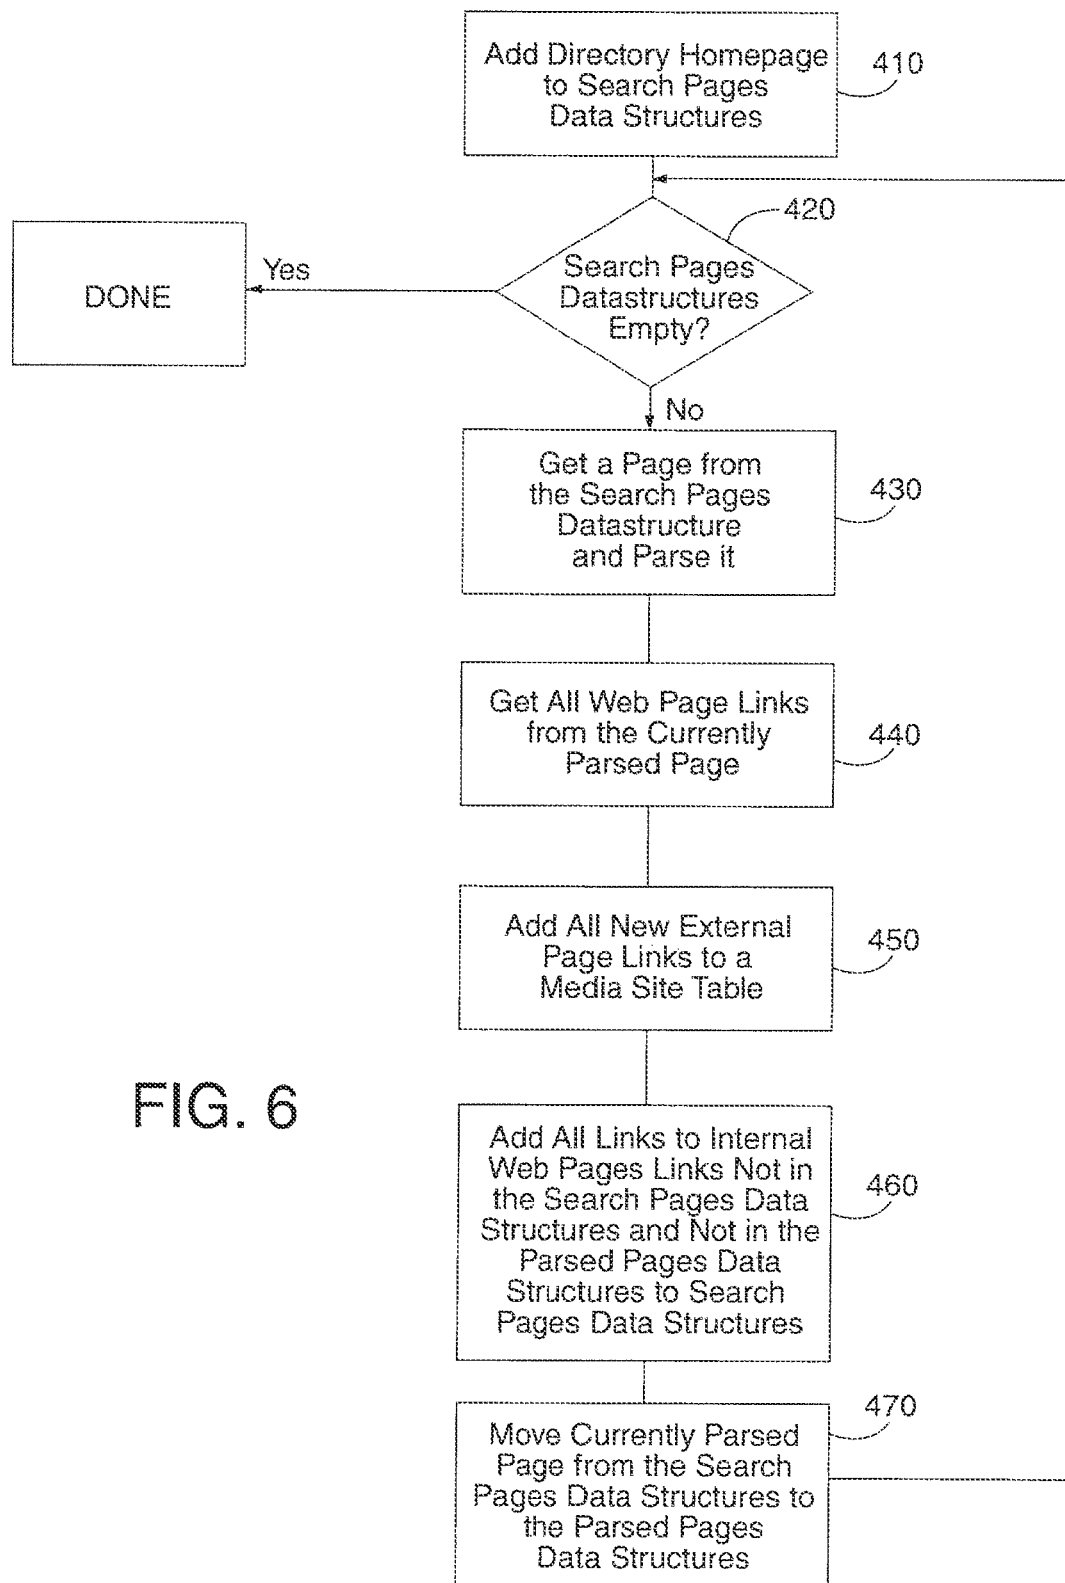 Add Directory Homepage
to Search Pages
Data Structures
410
420
Search Pages
Datastructures
Empty?
Yes
DONE
No
Get a Page from
the Search Pages
Datastructure
and Parse it
430
Get All Web Page Links
from the Currently
Parsed Page
440
Add All New External
Page Links to a
Media Site Table
450
FIG. 6
Add All Links to Internal
Web Pages Links Not in
the Search Pages Data
Structures and Not in the
Parsed Pages Data
Structures to Search
Pages Data Structures
460
Move Currently Parsed
Page from the Search
Pages Data Structures to
the Parsed Pages
Data Structures
470